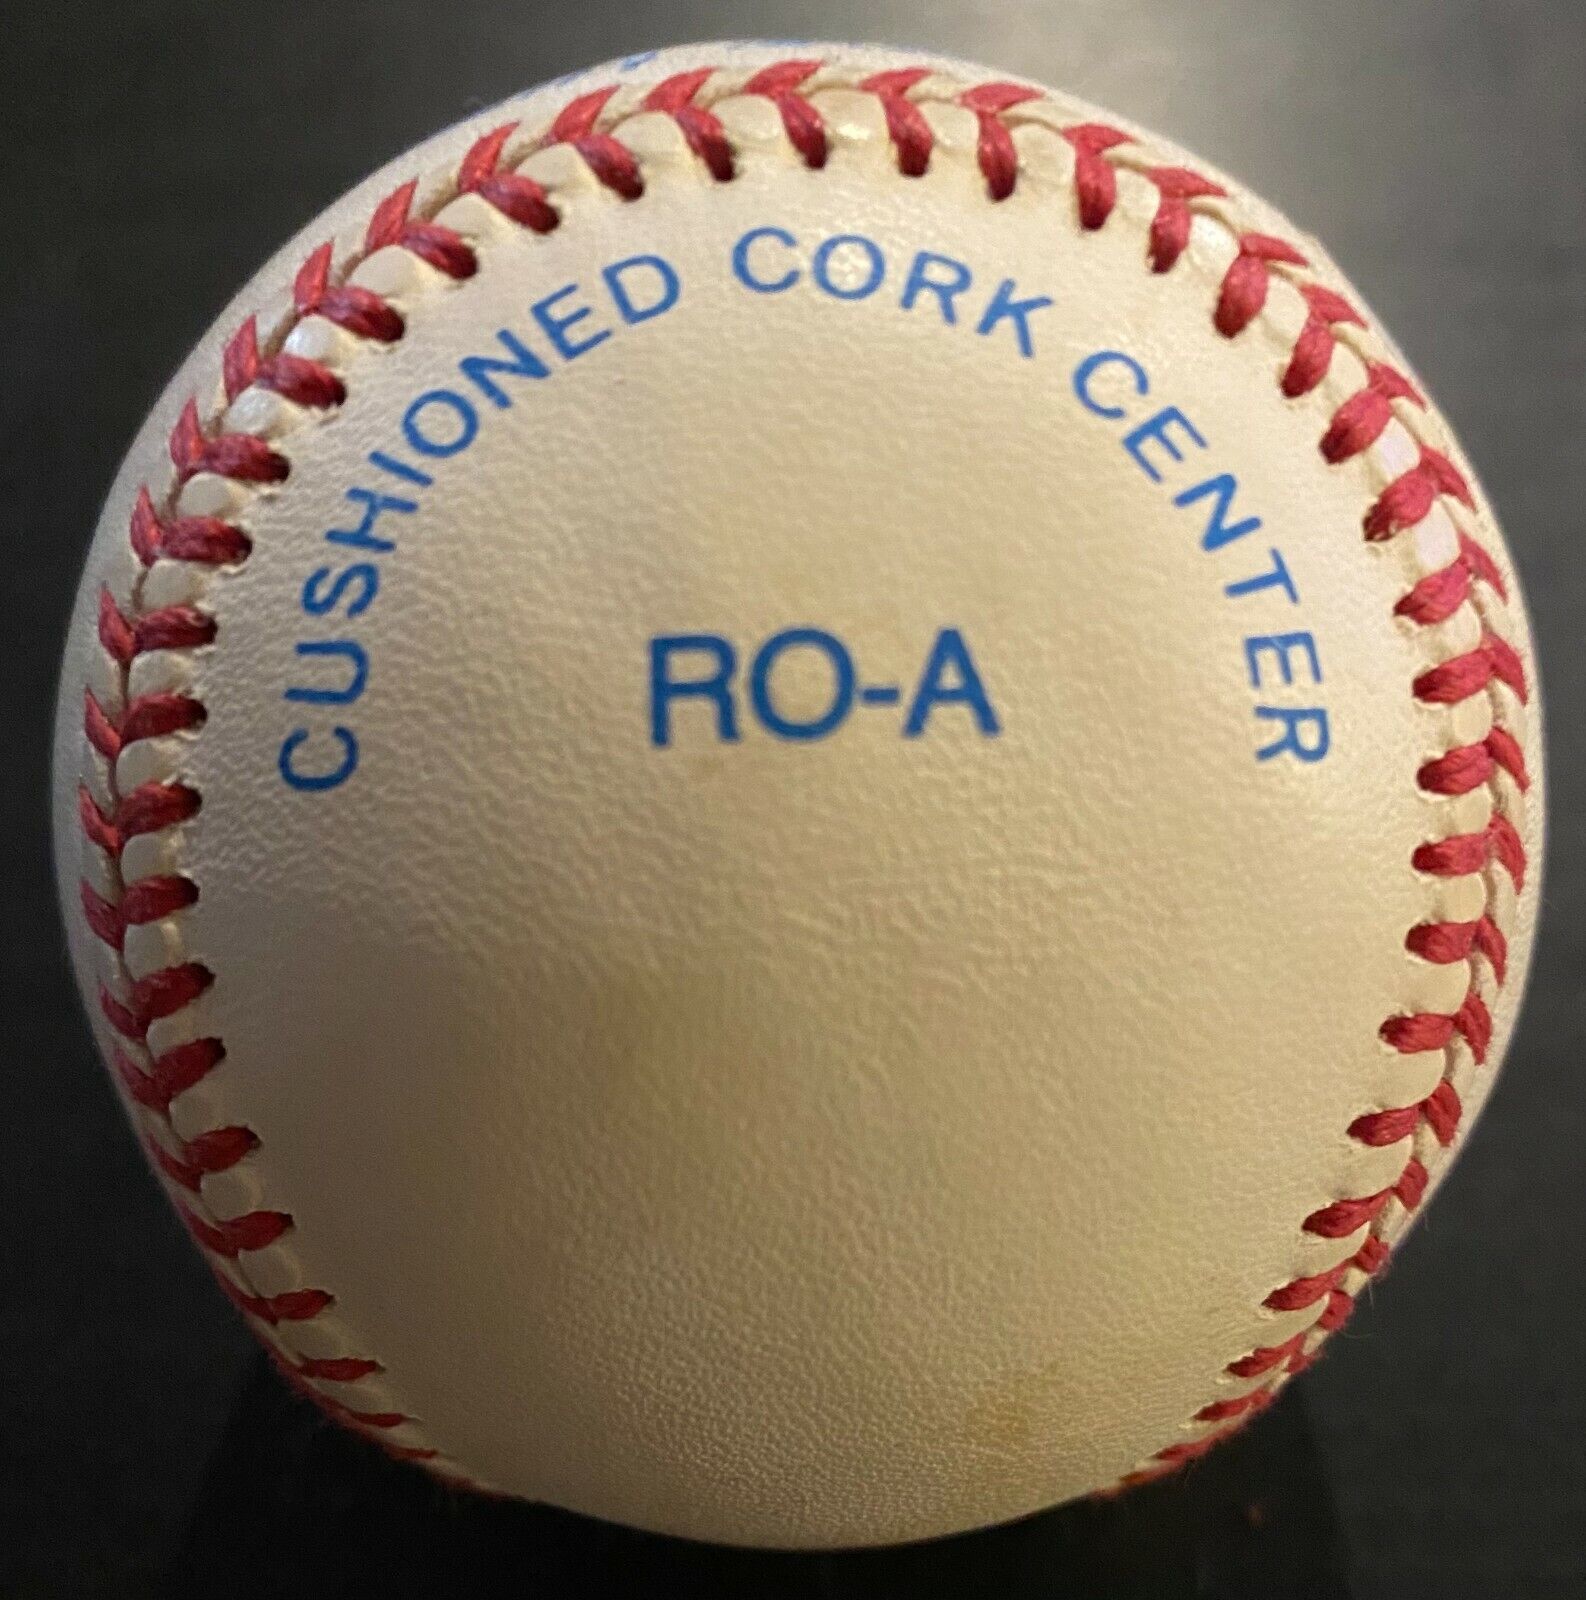 CUSHIONED CORK CENTER
RO-A